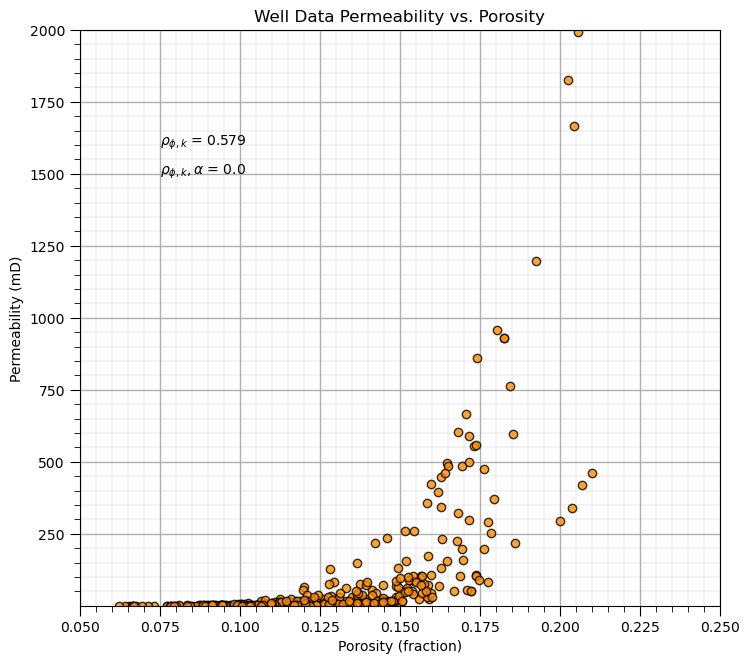 Well Data Permeability vs. Porosity
2000
1750
1500
1250
1000
750
500
250
Permeability (mD)
ρϕ,k = 0.579
ρϕ,k, α = 0.0
0.050 0.075 0.100 0.125 0.150 0.175 0.200 0.225 0.250
Porosity (fraction)